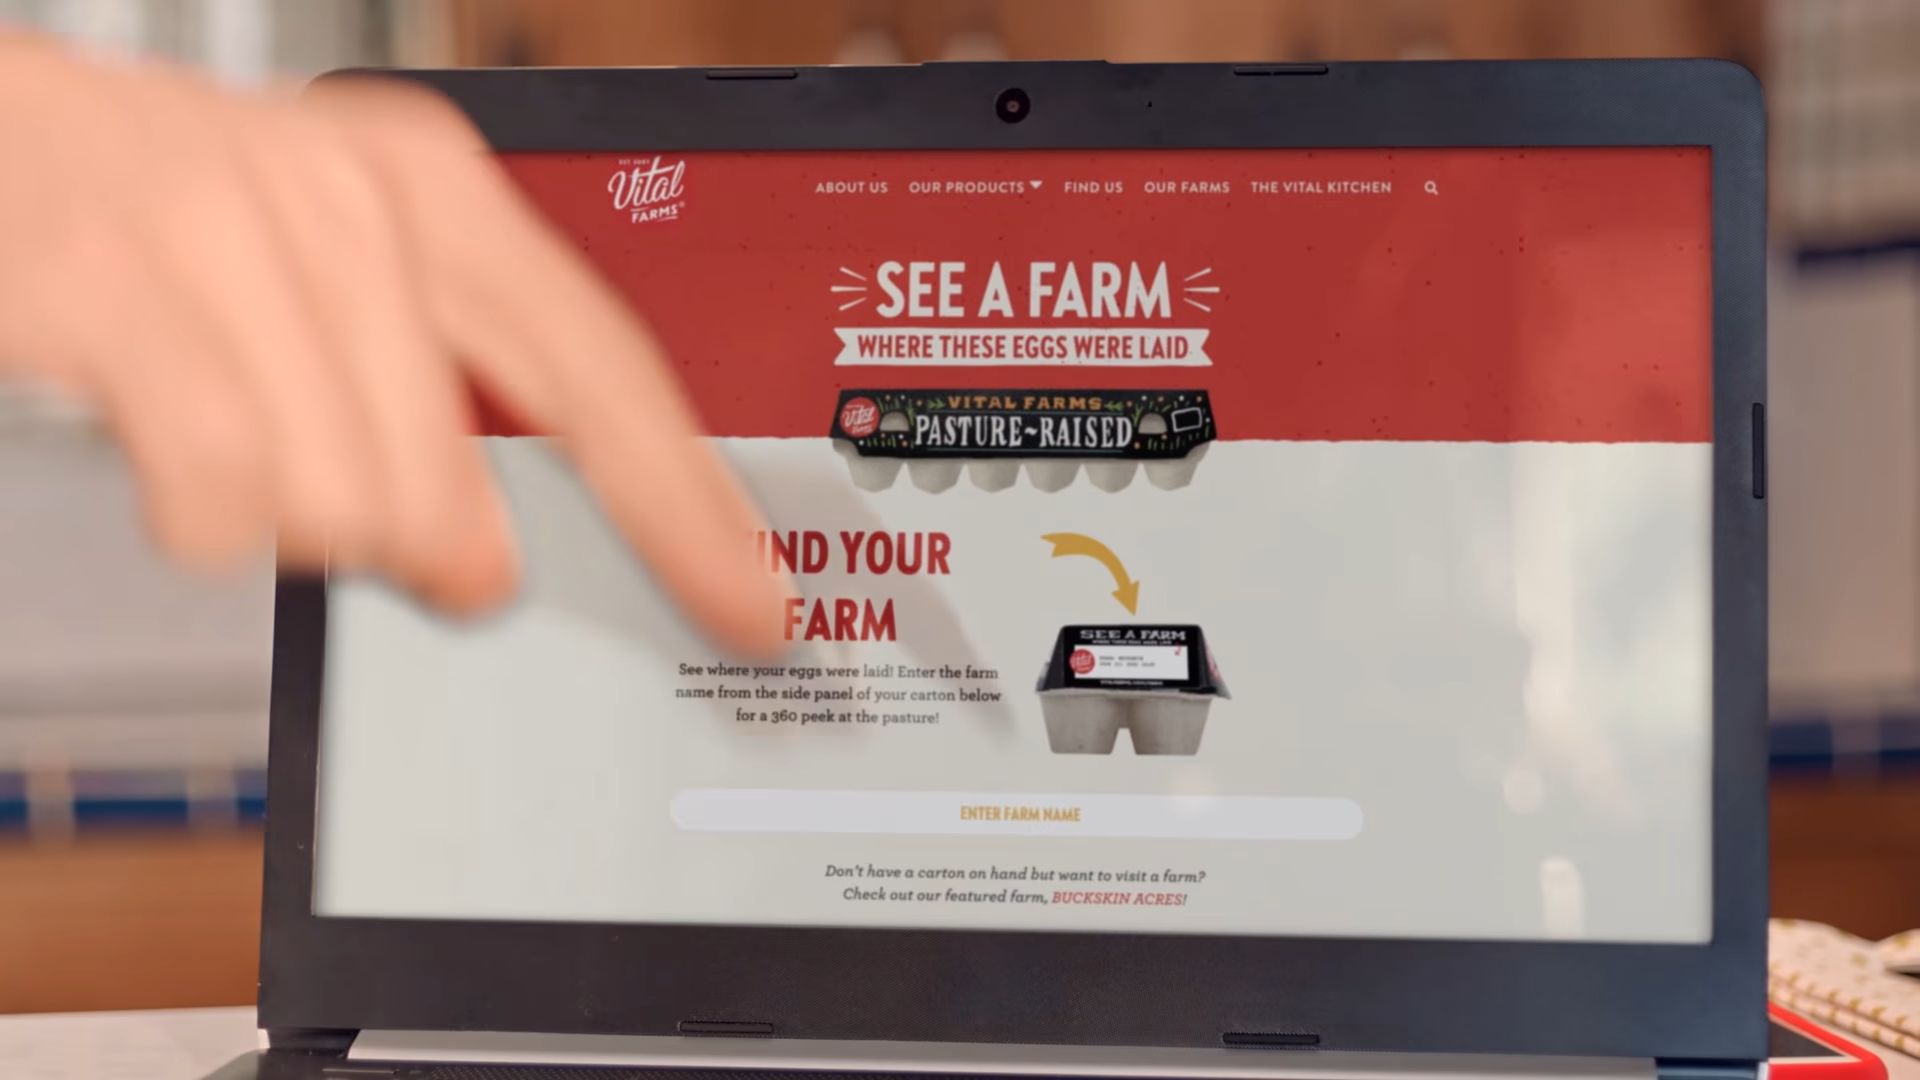 Vital
FARMS
ABOUT US
OUR PRODUCTS
FIND US
OUR FARMS
THE VITAL KITCHEN
SEE A FARM
WHERE THESE EGGS WERE LAID
VITAL FARMS
Vital
PASTURE~RAISED
IND YOUR
FARM
SEE A FARM
Vital
See where your eggs were laid! Enter the farm
name from the side panel of your carton below
for a 360 peek at the pasture!
ENTER FARM NAME
Don't have a carton on hand but want to visit a farm?
Check out our featured farm, BUCKSKIN ACRES!